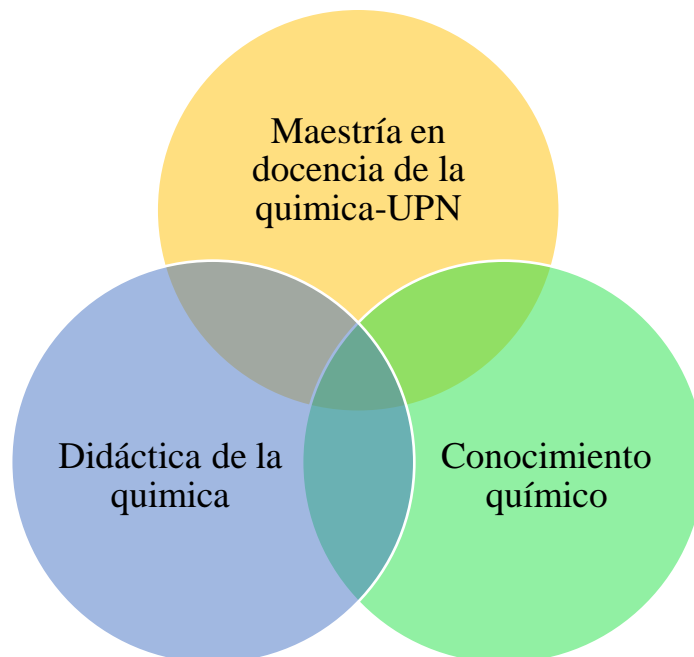 Maestría en
docencia de la
quimica-UPN
Didáctica de la
quimica
Conocimiento
químico